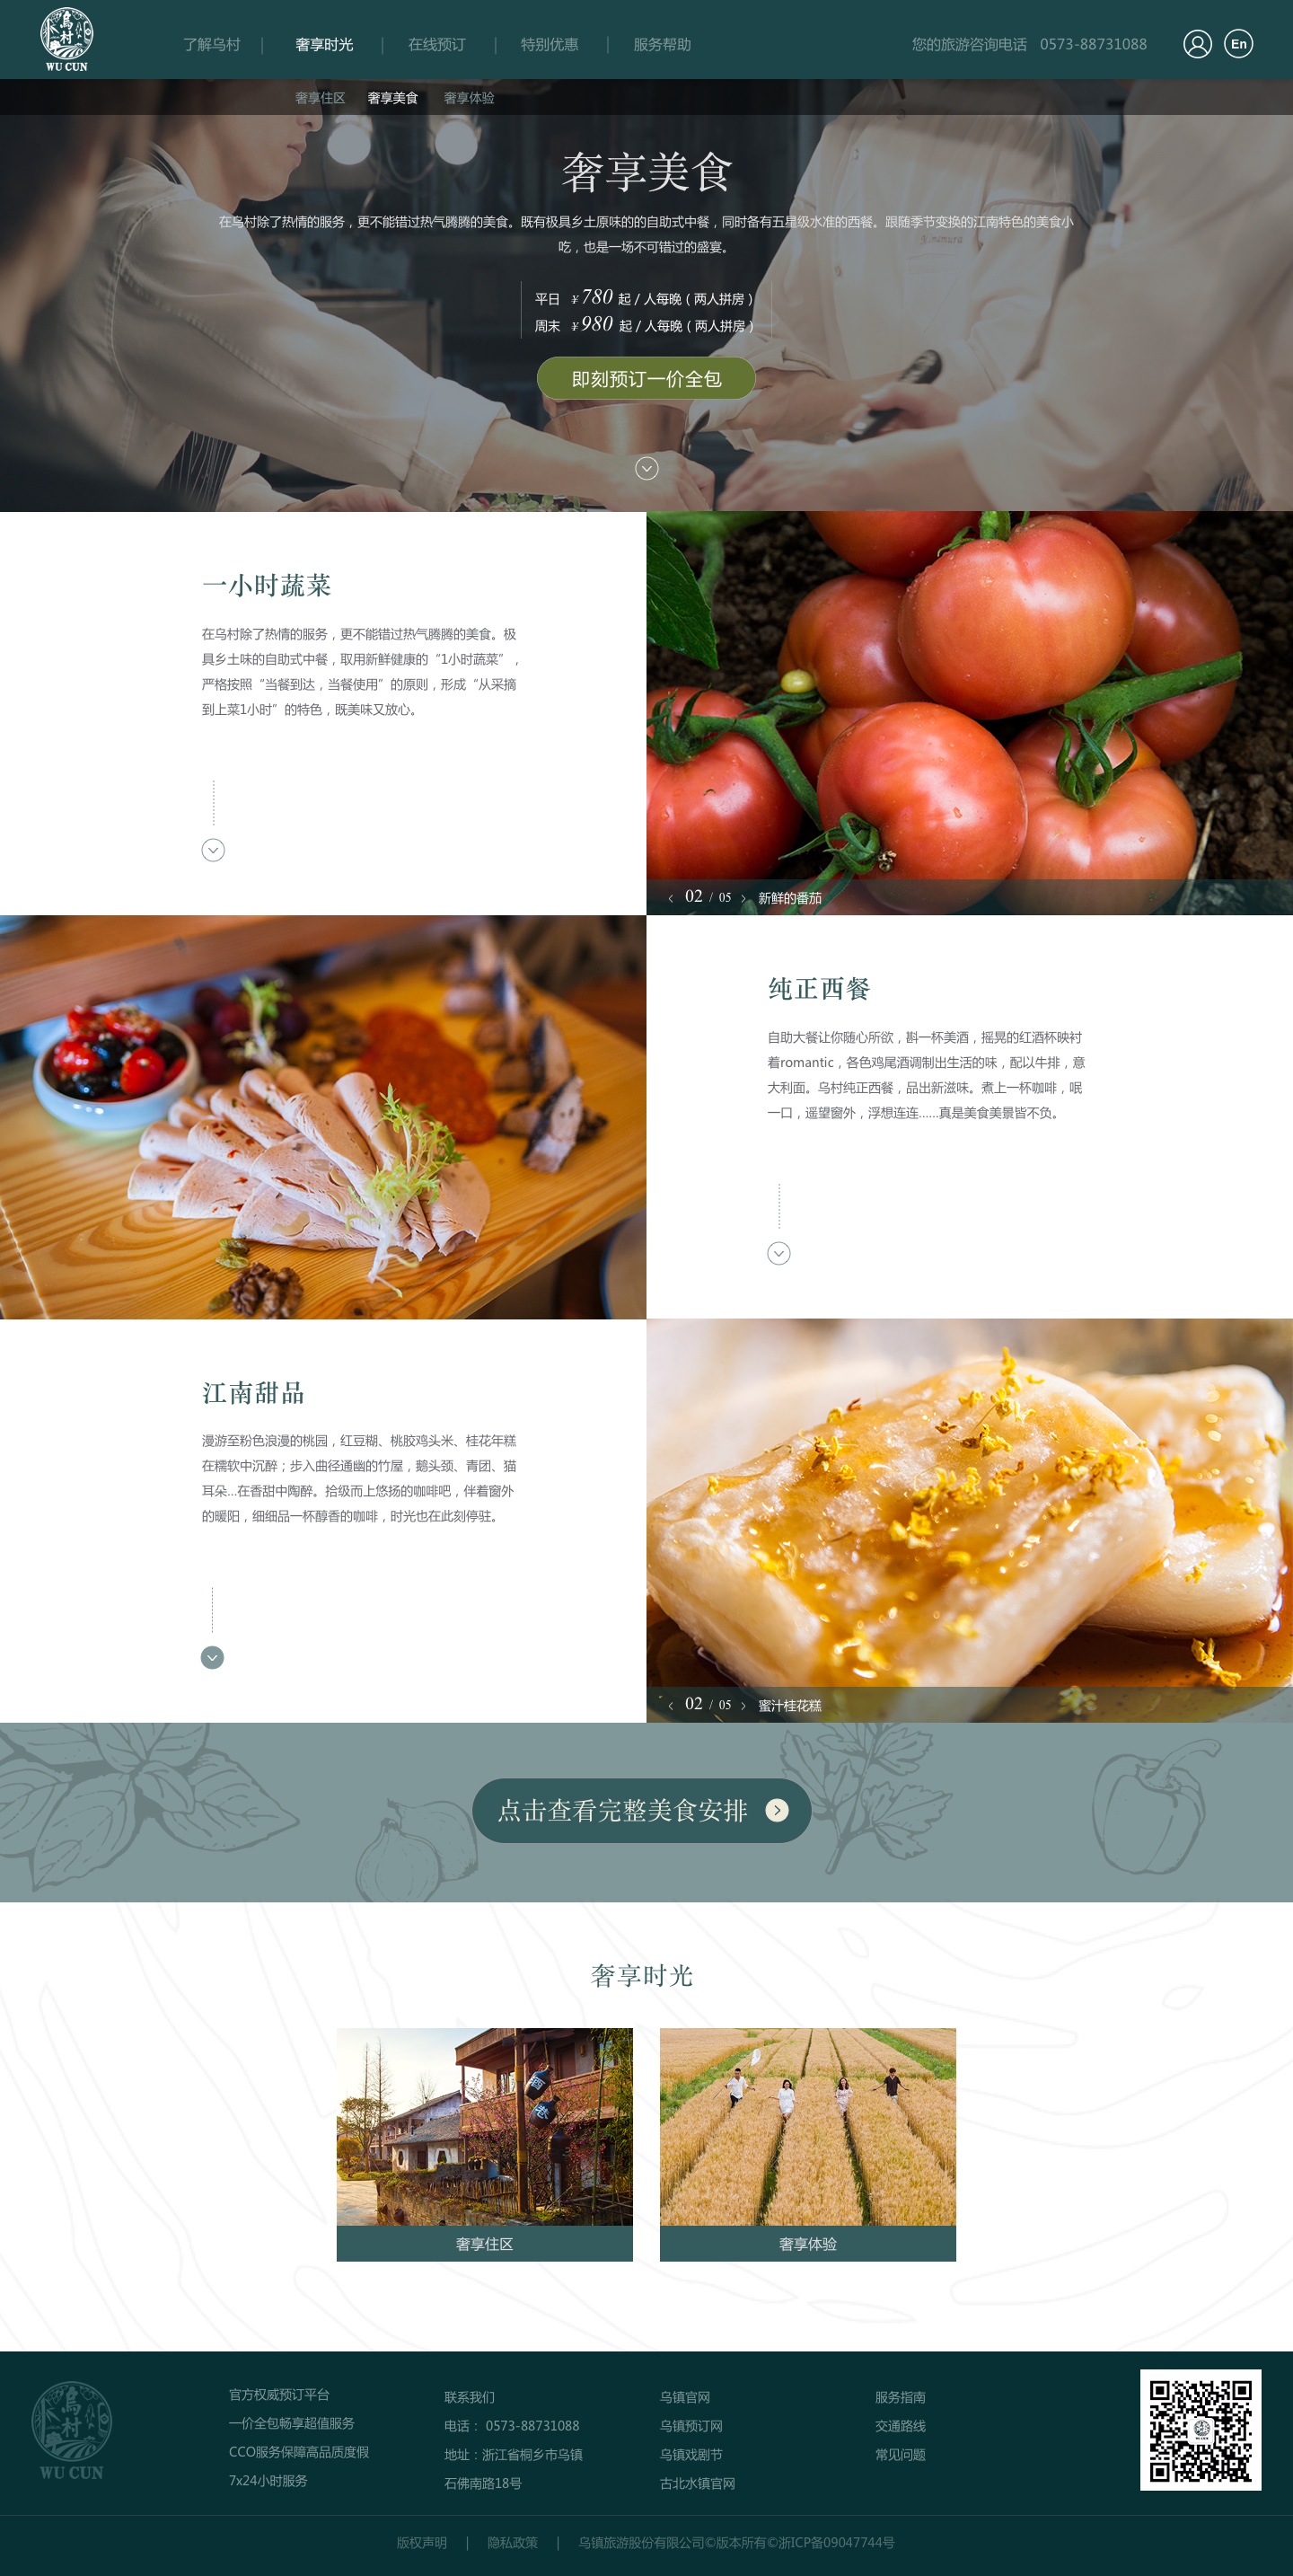 烏村
WU CUN
了解乌村 | 奢享时光 | 在线预订 | 特别优惠 | 服务帮助
您的旅游咨询电话 0573-88731088
En
奢享住区 奢享美食 奢享体验
奢享美食
在乌村除了热情的服务，更不能错过热气腾腾的美食。既有极具乡土原味的的自助式中餐，同时备有五星级水准的西餐。跟随季节变换的江南特色的美食小
吃，也是一场不可错过的盛宴。
平日 ¥780 起 / 人每晚（两人拼房）
周末 ¥980 起 / 人每晚（两人拼房）
即刻预订一价全包
一小时蔬菜
在乌村除了热情的服务，更不能错过热气腾腾的美食。极
具乡土味的自助式中餐，取用新鲜健康的“1小时蔬菜”，
严格按照“当餐到达，当餐使用”的原则，形成“从采摘
到上菜1小时”的特色，既美味又放心。
02 / 05 新鲜的番茄
纯正西餐
自助大餐让你随心所欲，斟一杯美酒，摇晃的红酒杯映衬
着romantic，各色鸡尾酒调制出生活的味，配以牛排，意
大利面。乌村纯正西餐，品出新滋味。煮上一杯咖啡，呡
一口，遥望窗外，浮想连连......真是美食美景皆不负。
江南甜品
漫游至粉色浪漫的桃园，红豆糊、桃胶鸡头米、桂花年糕
在糯软中沉醉；步入曲径通幽的竹屋，鹅头颈、青团、猫
耳朵...在香甜中陶醉。拾级而上悠扬的咖啡吧，伴着窗外
的暖阳，细细品一杯醇香的咖啡，时光也在此刻停驻。
02 / 05 蜜汁桂花糕
点击查看完整美食安排
奢享时光
酒
奢享住区
奢享体验
烏村
WU CUN
官方权威预订平台
一价全包畅享超值服务
CCO服务保障高品质度假
7x24小时服务
联系我们
电话： 0573-88731088
地址：浙江省桐乡市乌镇
石佛南路18号
乌镇官网
乌镇预订网
乌镇戏剧节
古北水镇官网
服务指南
交通路线
常见问题
版权声明 | 隐私政策 | 乌镇旅游股份有限公司©版本所有©浙ICP备09047744号